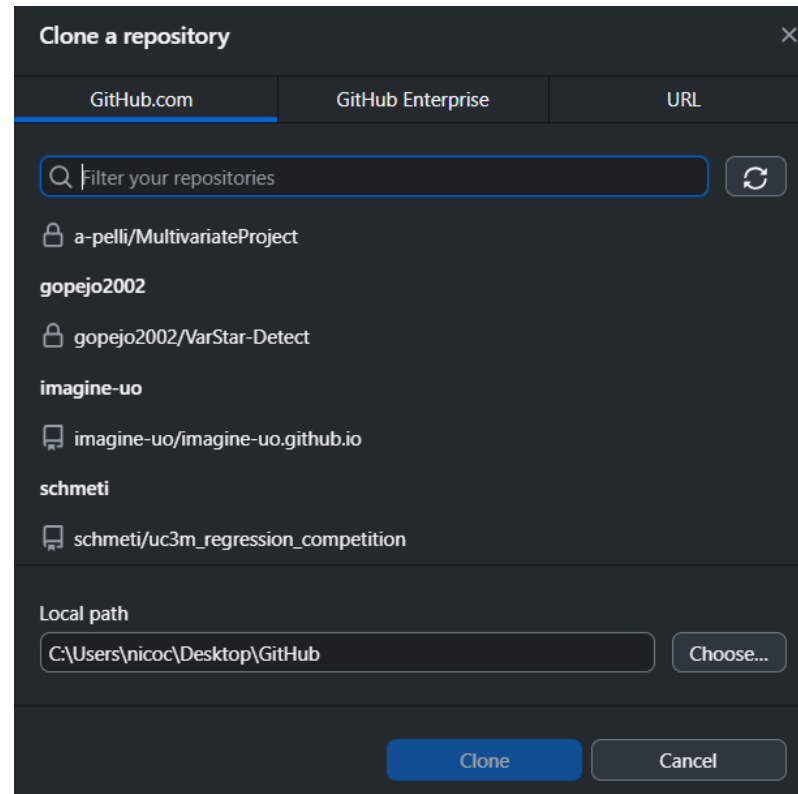 Clone a repository
GitHub.com GitHub Enterprise URL
Filter your repositories
a-pelli/MultivariateProject
gopejo2002
gopejo2002/VarStar-Detect
imagine-uo
imagine-uo/imagine-uo.github.io
schmeti
schmeti/uc3m_regression_competition
Local path
C:\Users\nicoc\Desktop\GitHub Choose...
Clone Cancel